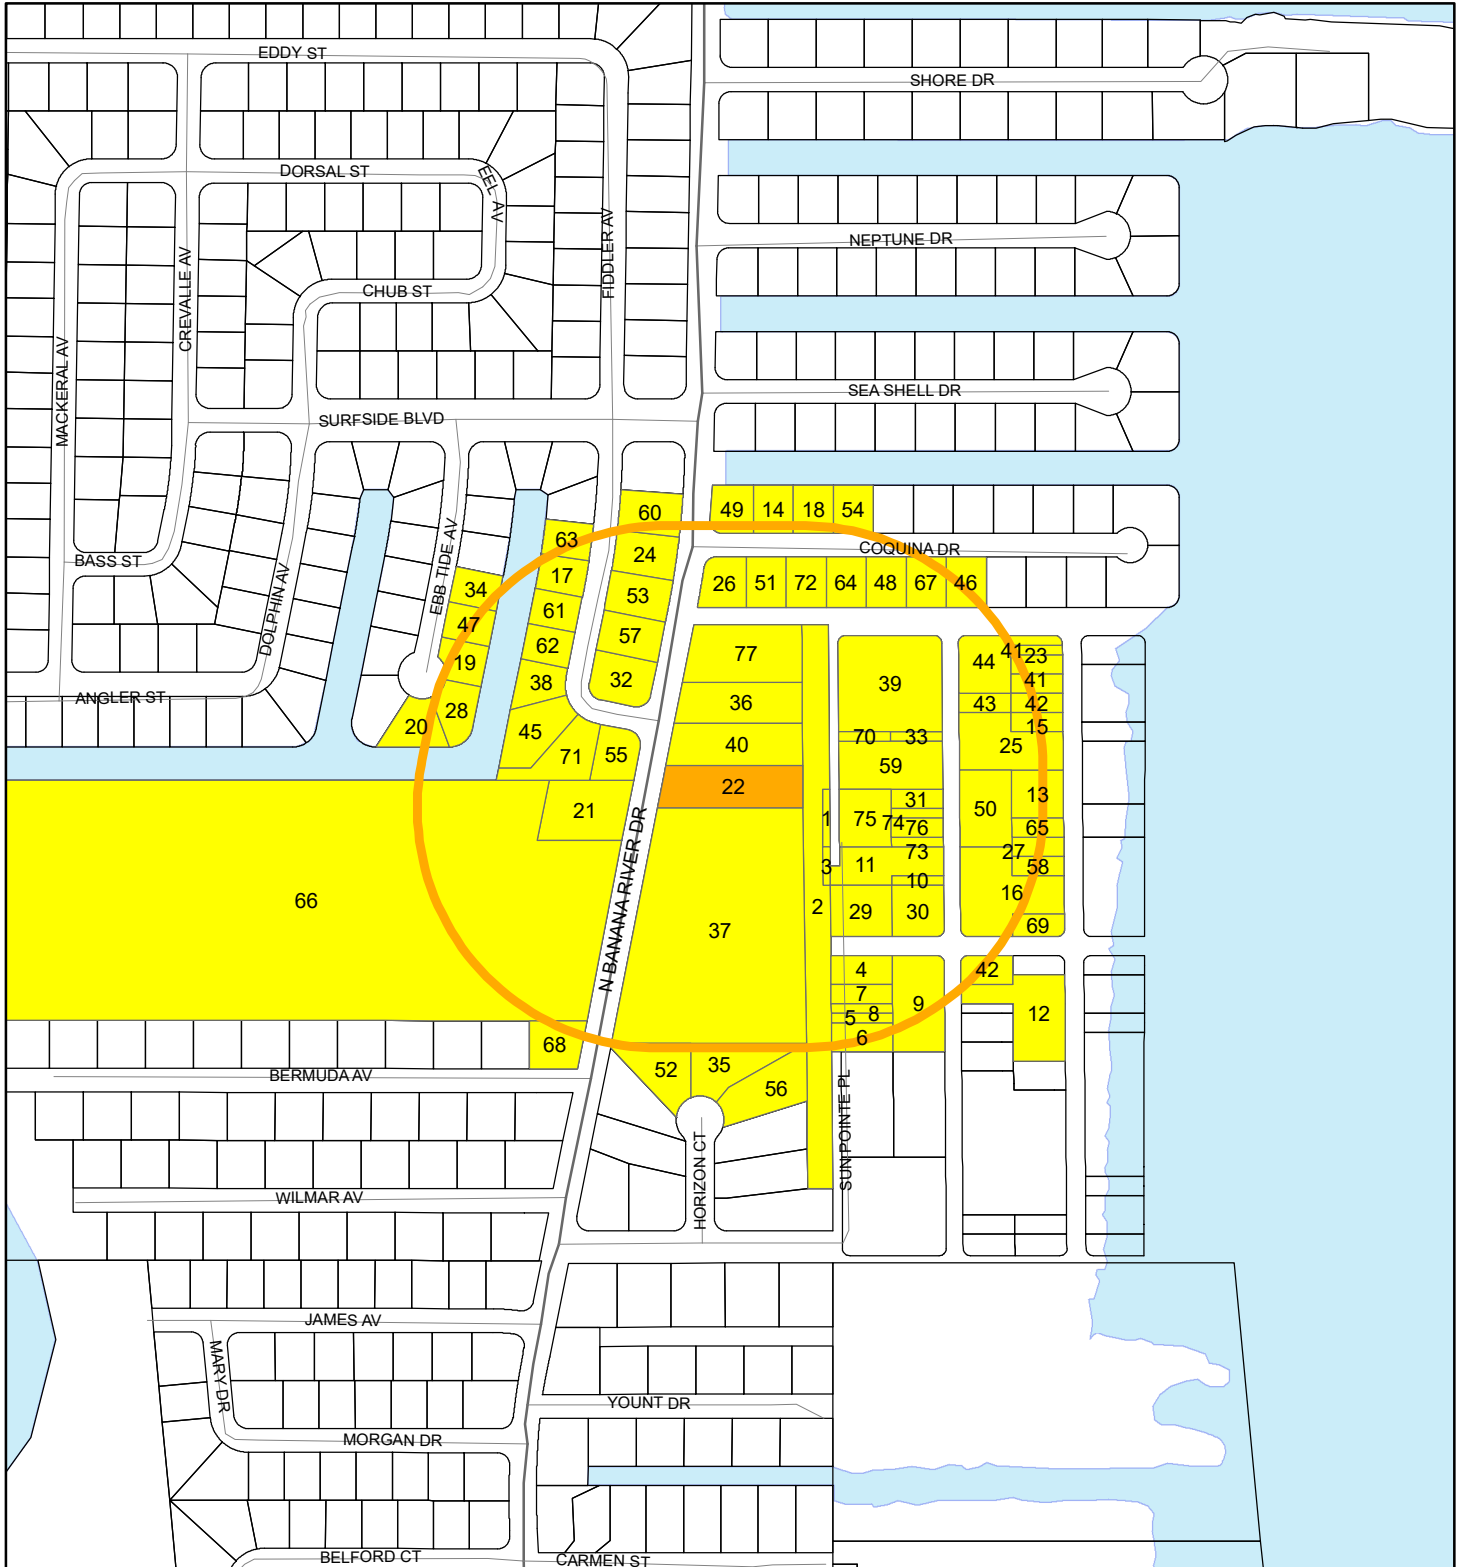 EDDY ST
SHORE DR
DORSAL ST
EEL AV
NEPTUNE DR
FIDDLER AV
CREVALLE AV
CHUB ST
MACKERAL AV
SEA SHELL DR
SURFSIDE BLVD
49 14 18 54
60
63
24
COQUINA DR
BASS ST
EBB TIDE AV
DOLPHIN AV
34
17
53
26 51 72 64 48 67 46
47
61
57
62
77
41
23
44
19
38
32
39
41
ANGLER ST
36
43
42
28
20
45
15
70
33
40
25
71
55
59
22
13
31
50
21
1
75
74
76
65
N BANANA RIVER DR
73
27
3
11
58
10
16
66
2
29
30
69
37
4
42
7
9
12
5
8
6
68
52
35
56
BERMUDA AV
SUN POINTE PL
HORIZON CT
WILMAR AV
JAMES AV
MARY DR
YOUNT DR
MORGAN DR
BELFORD CT
CARMEN ST